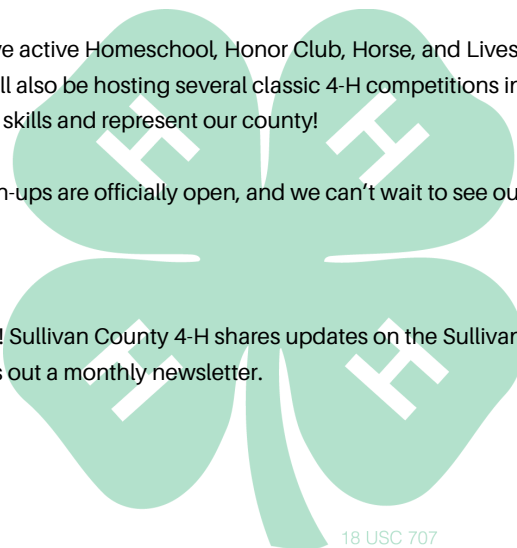 ve active Homeschool, Honor Club, Horse, and Lives
ll also be hosting several classic 4-H competitions in
skills and represent our county!
n-ups are officially open, and we can't wait to see ou
! Sullivan County 4-H shares updates on the Sullivan
s out a monthly newsletter.
H
H
H
H
18 USC 707